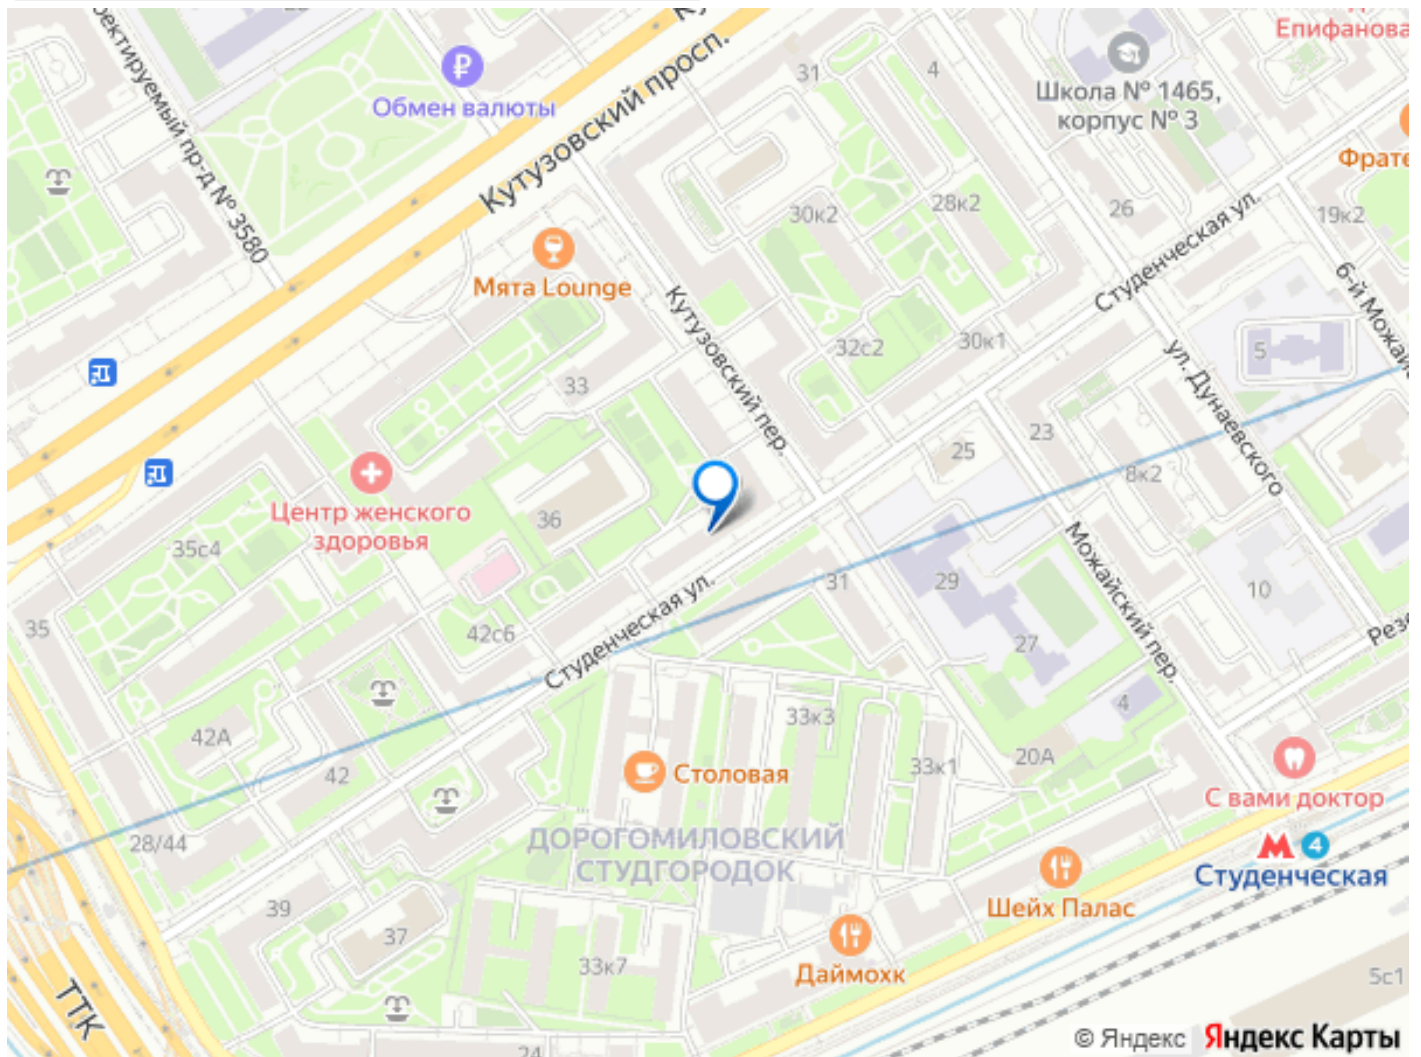 Епифанова
Обмен валюты
Кутузовский просп.
31
4
Школа № 1465,
корпус № 3
Фрате
ректируемый пр-д № 3580
Мята Lounge
30к2
28к2
26
Студенческая ул.
19к2
6-й Можайс
Кутузовский пер.
32с2
30к1
ул. Дунаевского
5
33
23
25
8к2
Центр женского
здоровья
36
35с4
Можайский пер.
31
29
27
10
35
42с6
Студенческая ул.
Резе
4
42А
42
33к3
33к1
20А
Столовая
С вами доктор
28/44
ДОРОГОМИЛОВСКИЙ
СТУДГОРОДОК
4
Студенческая
Шейх Палас
39
37
33к7
Даймохк
5с1
ТТК
24
© Яндекс Яндекс Карты